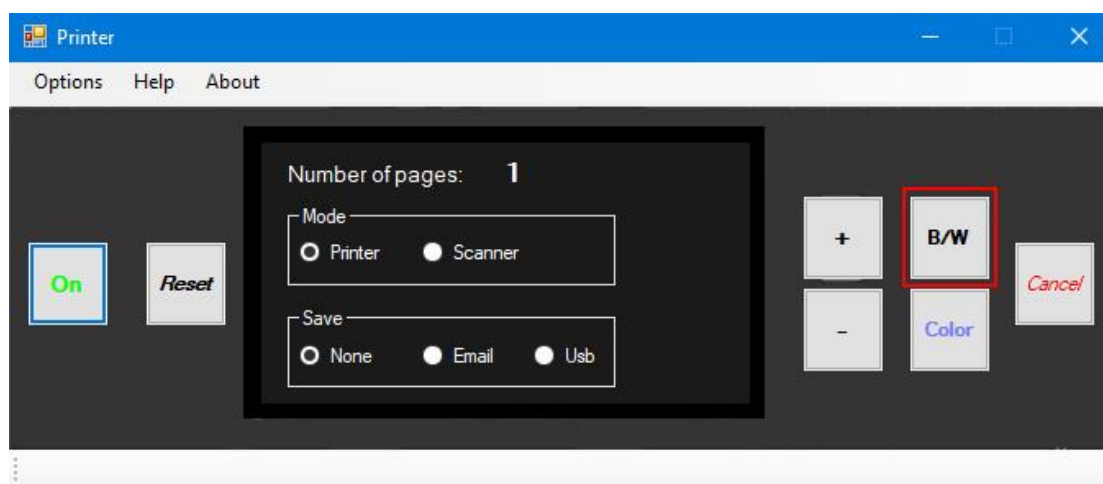 Printer
Options Help About
Number of pages: 1
Mode
Printer Scanner
Save
None Email Usb
On
Reset
+
B/W
-
Color
Cancel